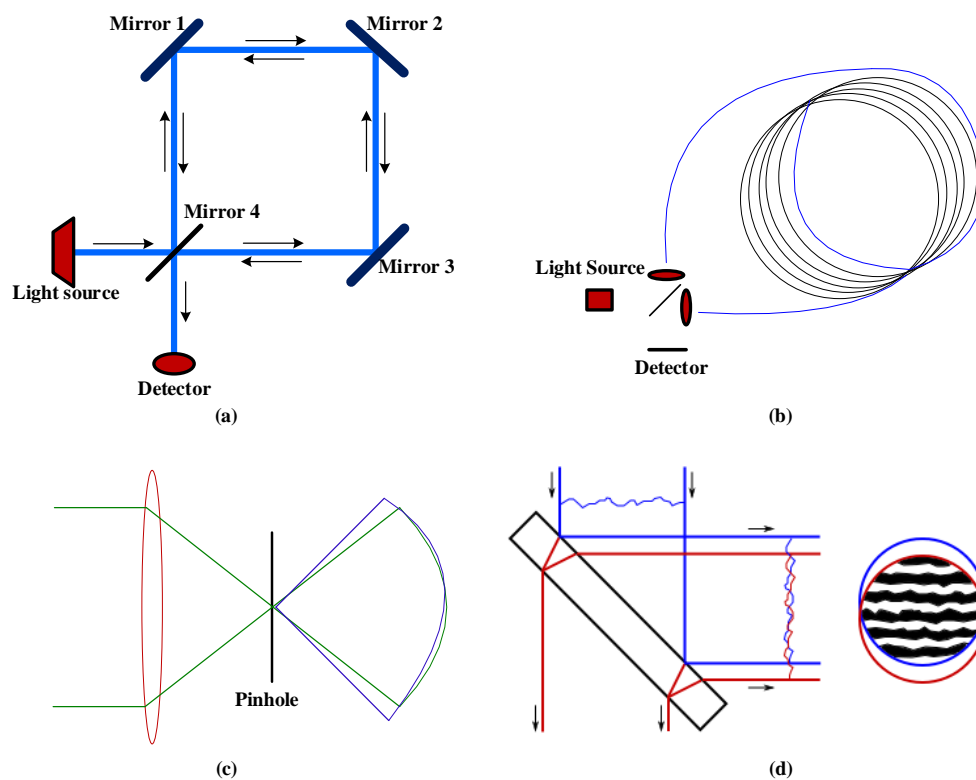 Mirror 1
Mirror 2
Mirror 4
Mirror 3
Light source
Detector
(a)
Light Source
Detector
(b)
Pinhole
(c)
(d)